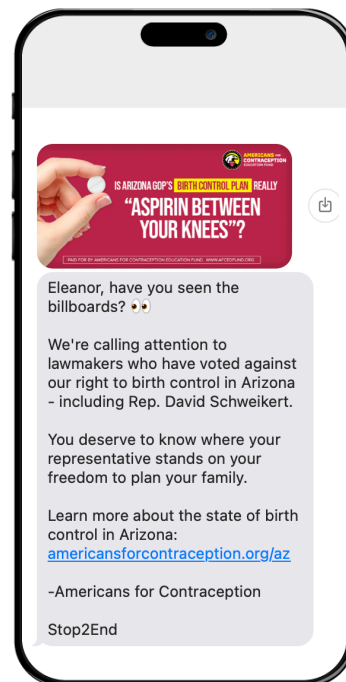 AMERICANS FOR
CONTRACEPTION
EDUCATION FUND
IS ARIZONA GOP'S BIRTH CONTROL PLAN REALLY
"ASPIRIN BETWEEN
YOUR KNEES"?
PAID FOR BY AMERICANS FOR CONTRACEPTION EDUCATION FUND WWW.AFCEDFUND.ORG
Eleanor, have you seen the
billboards? 👀
We're calling attention to
lawmakers who have voted against
our right to birth control in Arizona
- including Rep. David Schweikert.
You deserve to know where your
representative stands on your
freedom to plan your family.
Learn more about the state of birth
control in Arizona:
americansforcontraception.org/az
-Americans for Contraception
Stop2End